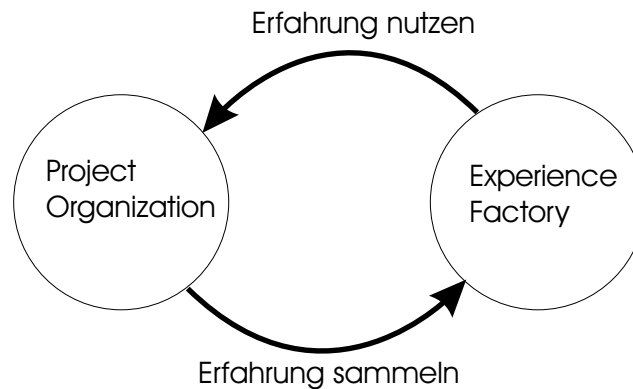 Erfahrung nutzen
Project
Organization
Experience
Factory
Erfahrung sammeln